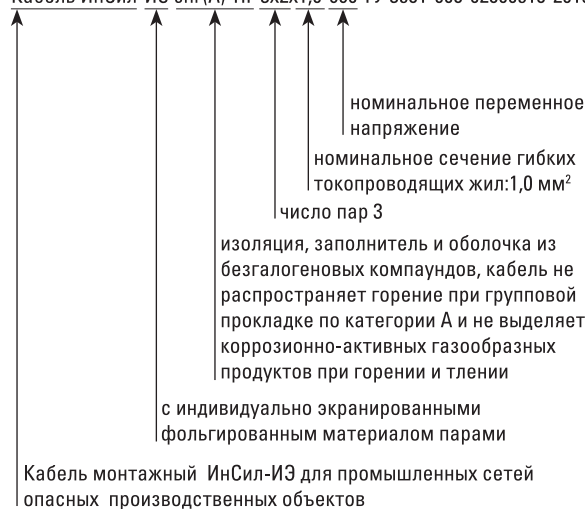 номинальное переменное
напряжение
номинальное сечение гибких
токопроводящих жил:1,0 мм²
число пар 3
изоляция, заполнитель и оболочка из
безгалогеновых компаундов, кабель не
распространяет горение при групповой
прокладке по категории А и не выделяет
коррозионно-активных газообразных
продуктов при горении и тлении
с индивидуально экранированными
фольгированным материалом парами
Кабель монтажный ИнСил-ИЭ для промышленных сетей
опасных производственных объектов